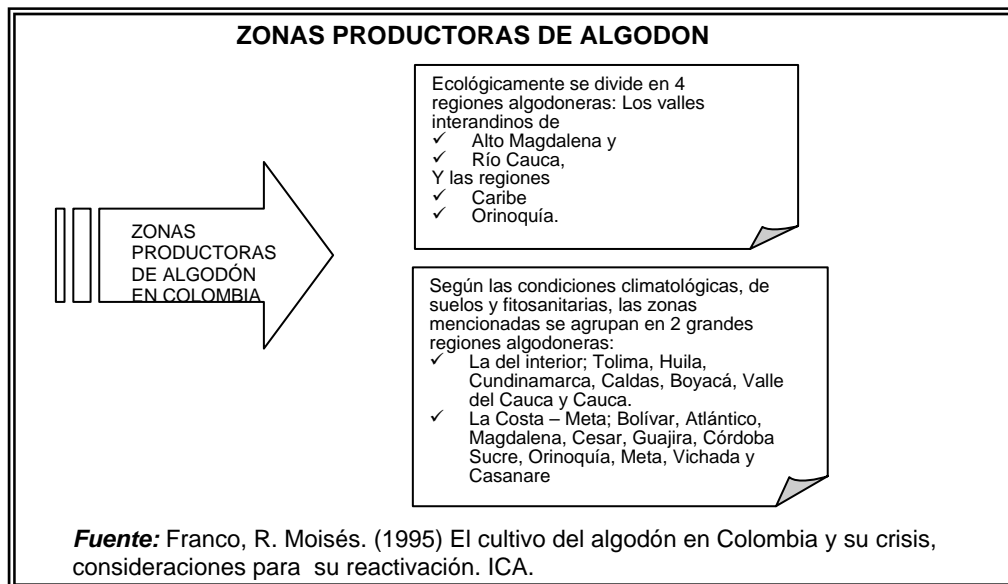 ZONAS PRODUCTORAS DE ALGODON
ZONAS
PRODUCTORAS
DE ALGODÓN
EN COLOMBIA
Ecológicamente se divide en 4
regiones algodoneras: Los valles
interandinos de
✓ Alto Magdalena y
✓ Río Cauca,
Y las regiones
✓ Caribe
✓ Orinoquía.
Según las condiciones climatológicas, de
suelos y fitosanitarias, las zonas
mencionadas se agrupan en 2 grandes
regiones algodoneras:
✓ La del interior; Tolima, Huila,
Cundinamarca, Caldas, Boyacá, Valle
del Cauca y Cauca.
✓ La Costa – Meta; Bolívar, Atlántico,
Magdalena, Cesar, Guajira, Córdoba
Sucre, Orinoquía, Meta, Vichada y
Casanare
Fuente: Franco, R. Moisés. (1995) El cultivo del algodón en Colombia y su crisis,
consideraciones para su reactivación. ICA.